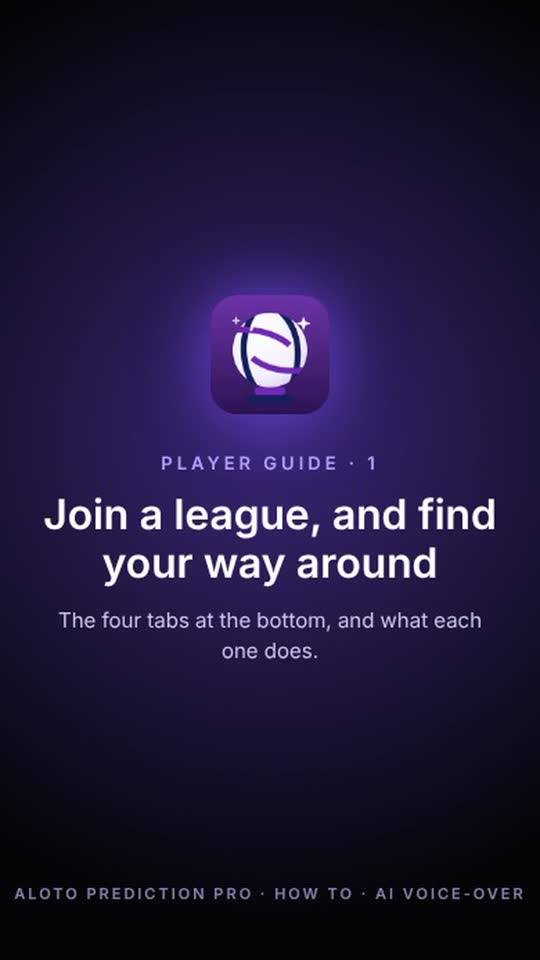 PLAYER GUIDE · 1
Join a league, and find
your way around
The four tabs at the bottom, and what each
one does.
ALOTO PREDICTION PRO · HOW TO · AI VOICE-OVER